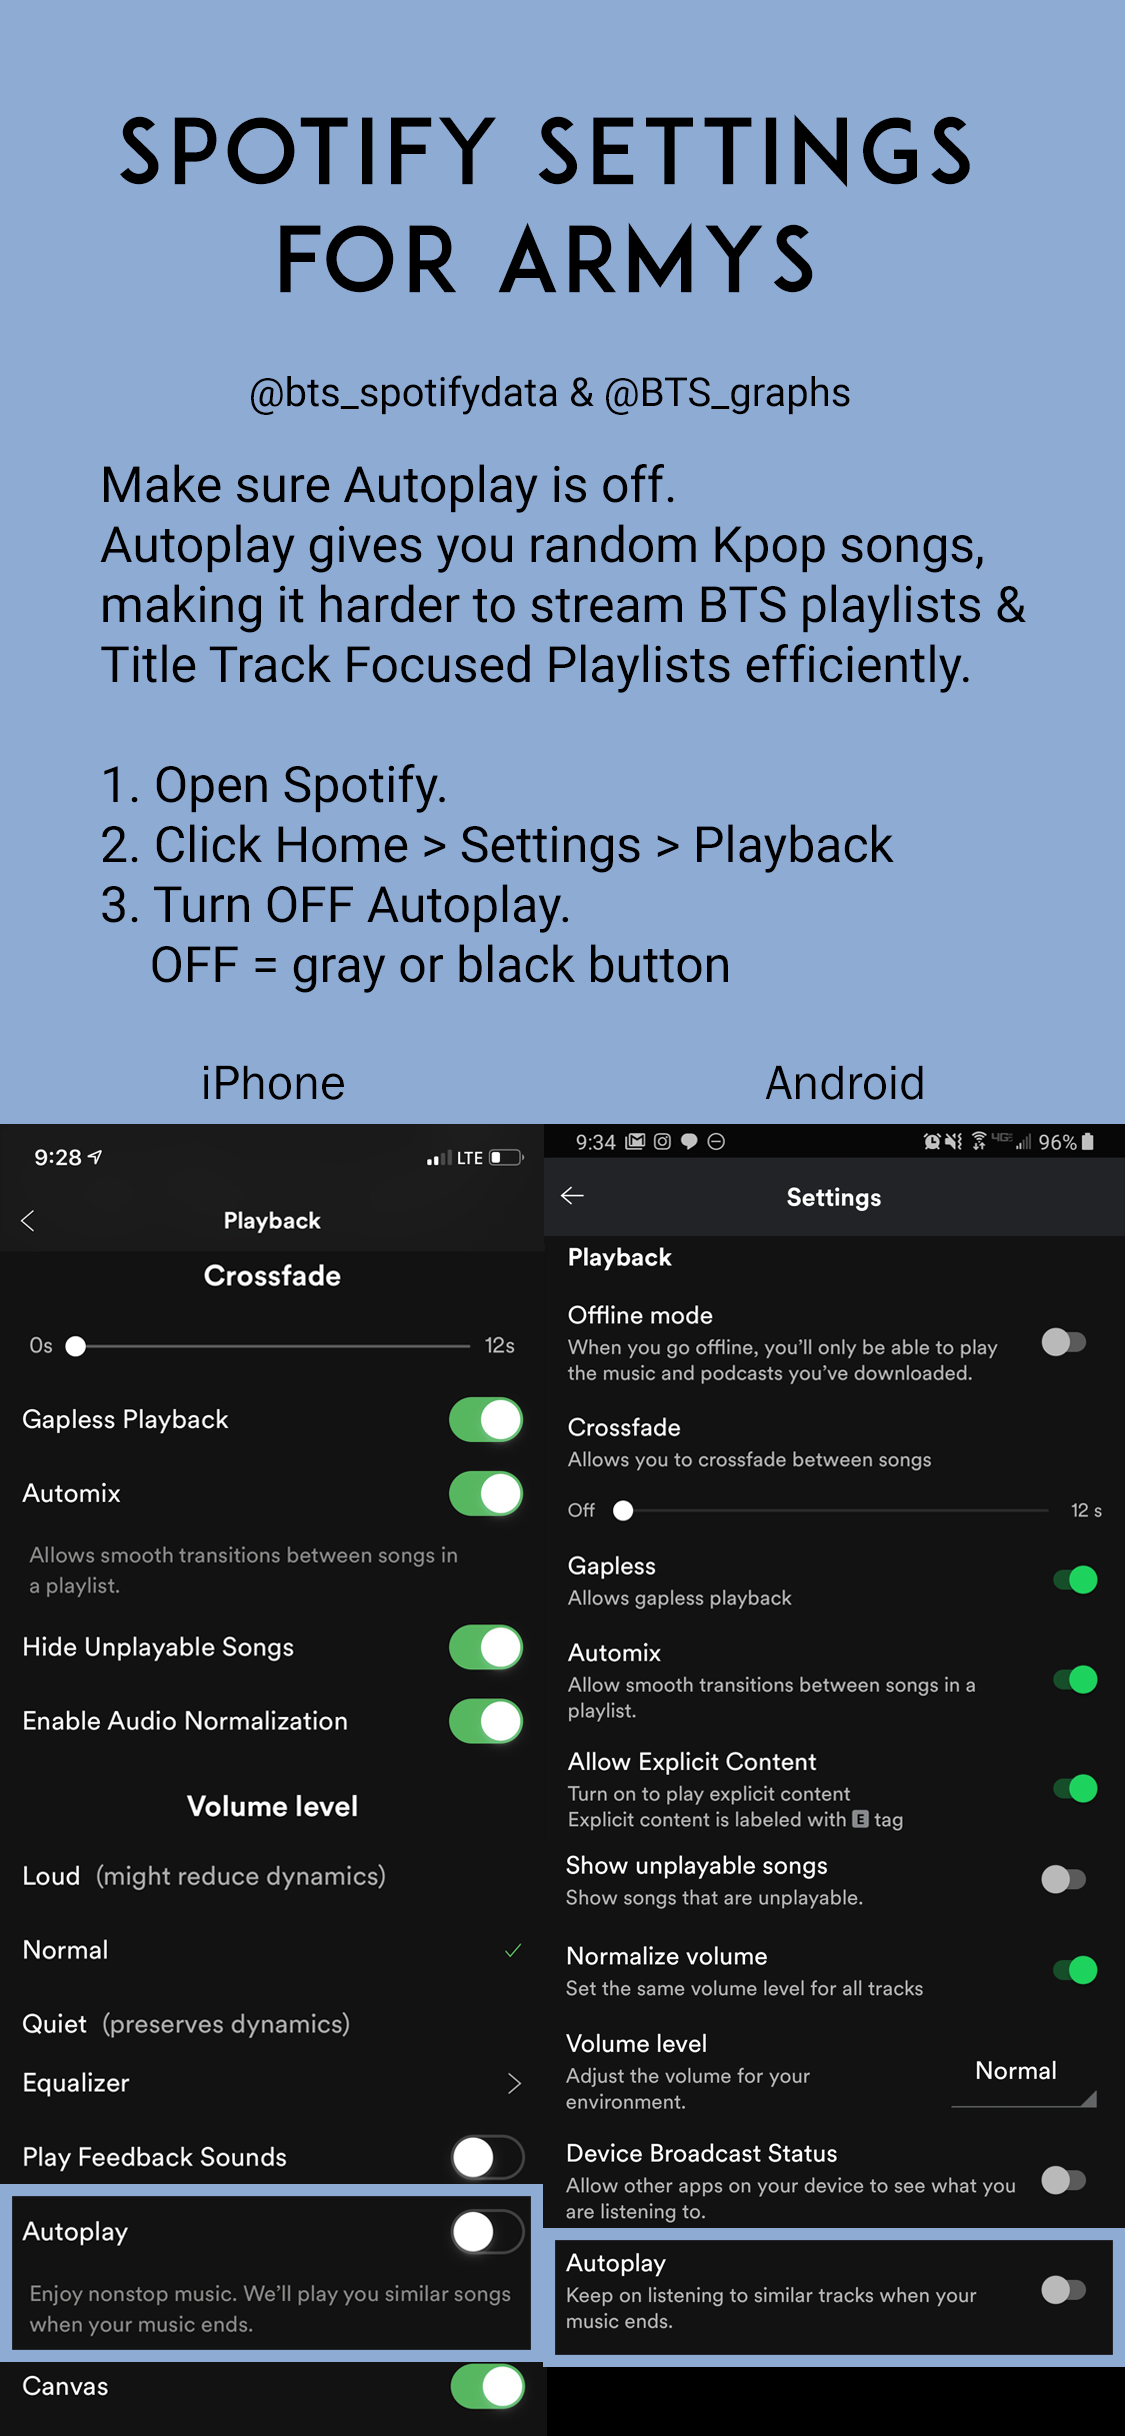 SPOTIFY SETTINGS
FOR ARMYS
@bts_spotifydata & @BTS_graphs
Make sure Autoplay is off.
Autoplay gives you random Kpop songs,
making it harder to stream BTS playlists &
Title Track Focused Playlists efficiently.
1. Open Spotify.
2. Click Home > Settings > Playback
3. Turn OFF Autoplay.
OFF = gray or black button
iPhone
9:28
LTE
Playback
Crossfade
0s
12s
Gapless Playback
Automix
Allows smooth transitions between songs in
a playlist.
Hide Unplayable Songs
Enable Audio Normalization
Volume level
Loud (might reduce dynamics)
Normal
Quiet (preserves dynamics)
Equalizer
Play Feedback Sounds
Autoplay
Enjoy nonstop music. We'll play you similar songs
when your music ends.
Canvas
Android
9:34
4GE 96%
Settings
Playback
Offline mode
When you go offline, you'll only be able to play
the music and podcasts you've downloaded.
Crossfade
Allows you to crossfade between songs
Off
12 s
Gapless
Allows gapless playback
Automix
Allow smooth transitions between songs in a
playlist.
Allow Explicit Content
Turn on to play explicit content
Explicit content is labeled with E tag
Show unplayable songs
Show songs that are unplayable.
Normalize volume
Set the same volume level for all tracks
Volume level
Adjust the volume for your
environment.
Normal
Device Broadcast Status
Allow other apps on your device to see what you
are listening to.
Autoplay
Keep on listening to similar tracks when your
music ends.